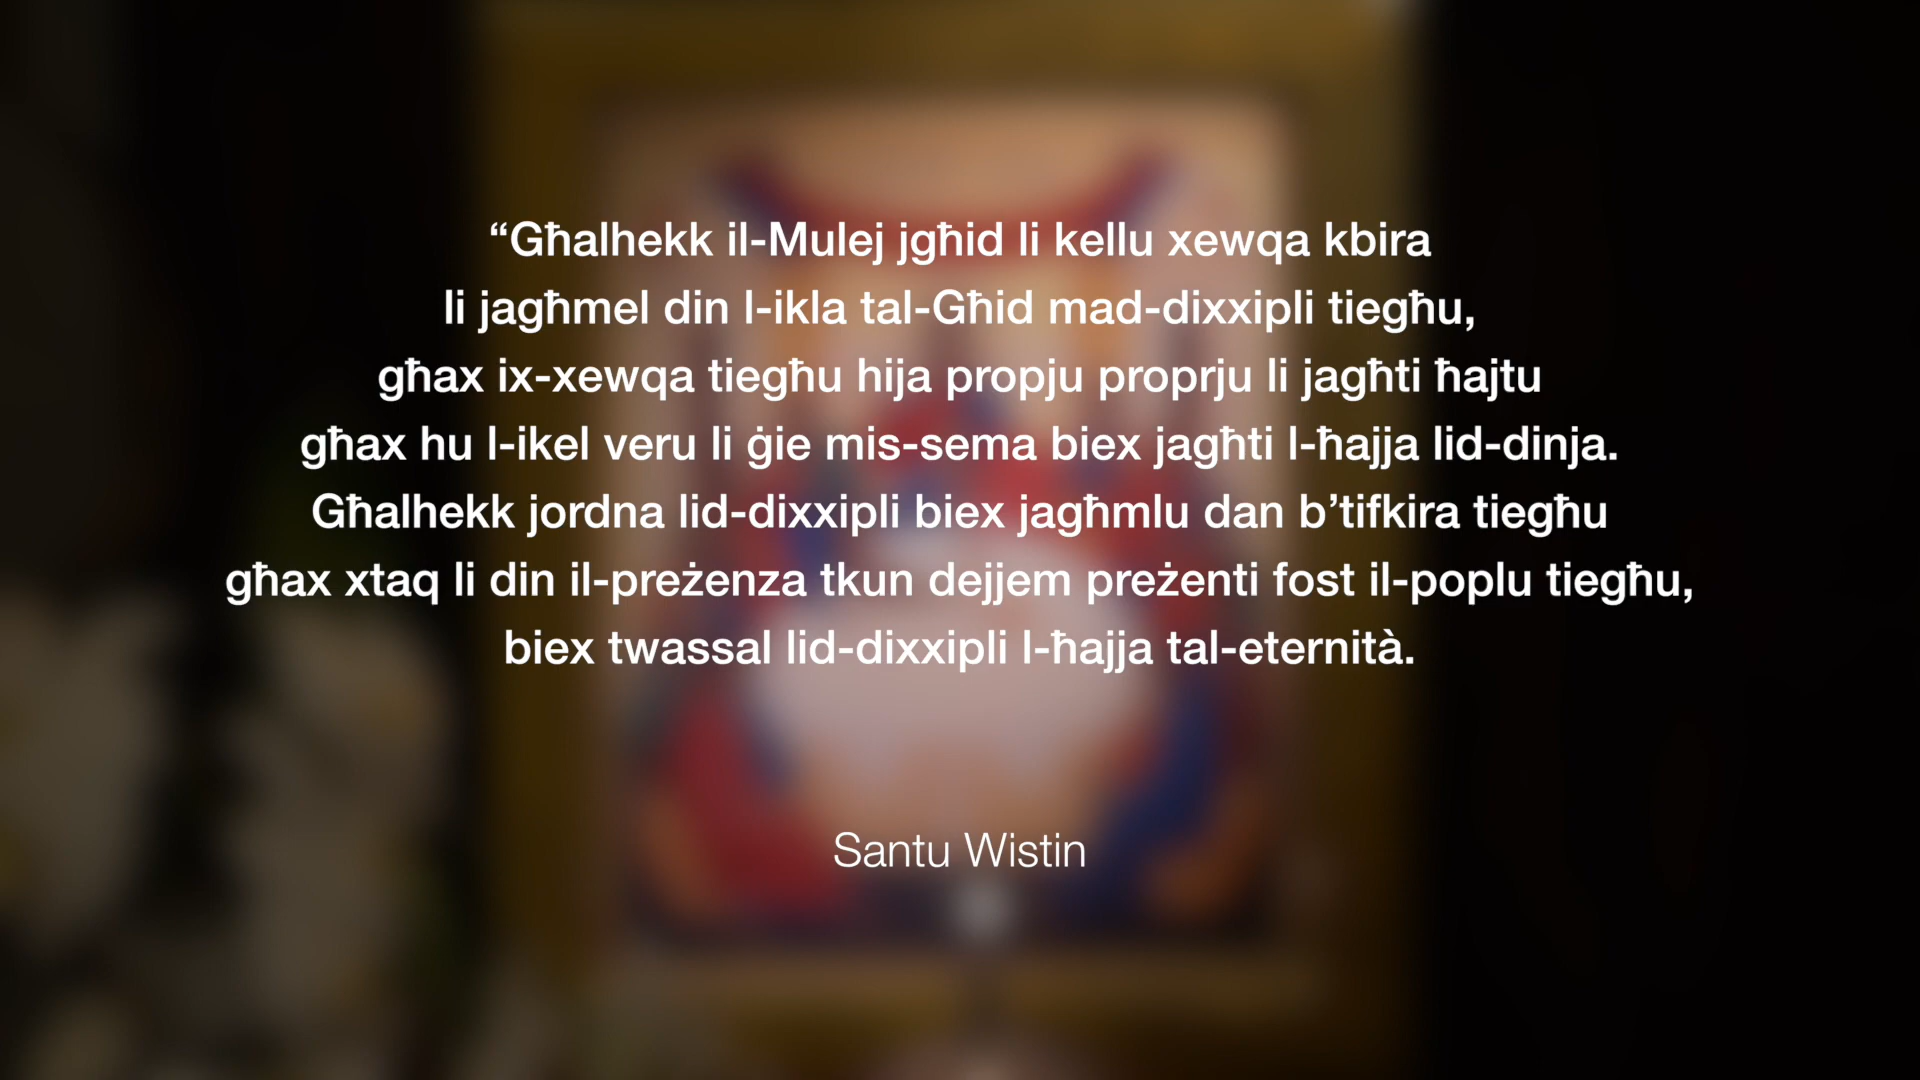 “Għalhekk il-Mulej jgħid li kellu xewqa kbira
li jagħmel din l-ikla tal-Għid mad-dixxipli tiegħu,
għax ix-xewqa tiegħu hija propju proprju li jagħti ħajtu
għax hu l-ikel veru li ġie mis-sema biex jagħti l-ħajja lid-dinja.
Għalhekk jordna lid-dixxipli biex jagħmlu dan b’tifkira tiegħu
għax xtaq li din il-preżenza tkun dejjem preżenti fost il-poplu tiegħu,
biex twassal lid-dixxipli l-ħajja tal-eternità.
Santu Wistin